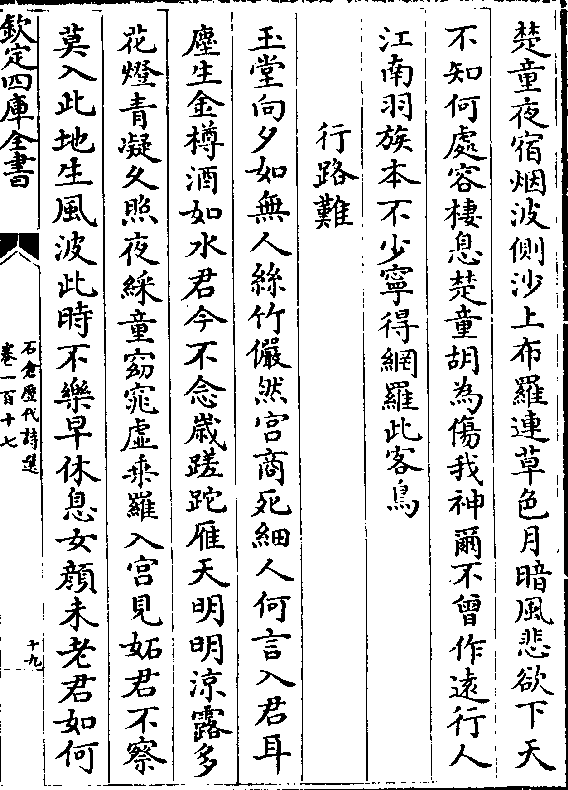 楚童夜宿烟波側沙上布羅連草色月暗風悲欲下天
不知何處容棲息楚童胡為傷我神爾不曾作遠行人
江南羽族本不少寧得網羅此客鳥
行路難
玉堂向夕如無人絲竹儼然宮商死細人何言入君耳
塵生金樽酒如水君今不念歳蹉跎雁天明明涼露多
花燈青凝久照夜綵童窈窕虛垂羅入宮見妬君不察
莫入此地生風波此時不樂早休息女顏未老君如何
欽定四庫全書
石倉歴代詩選
卷一百十七
十九